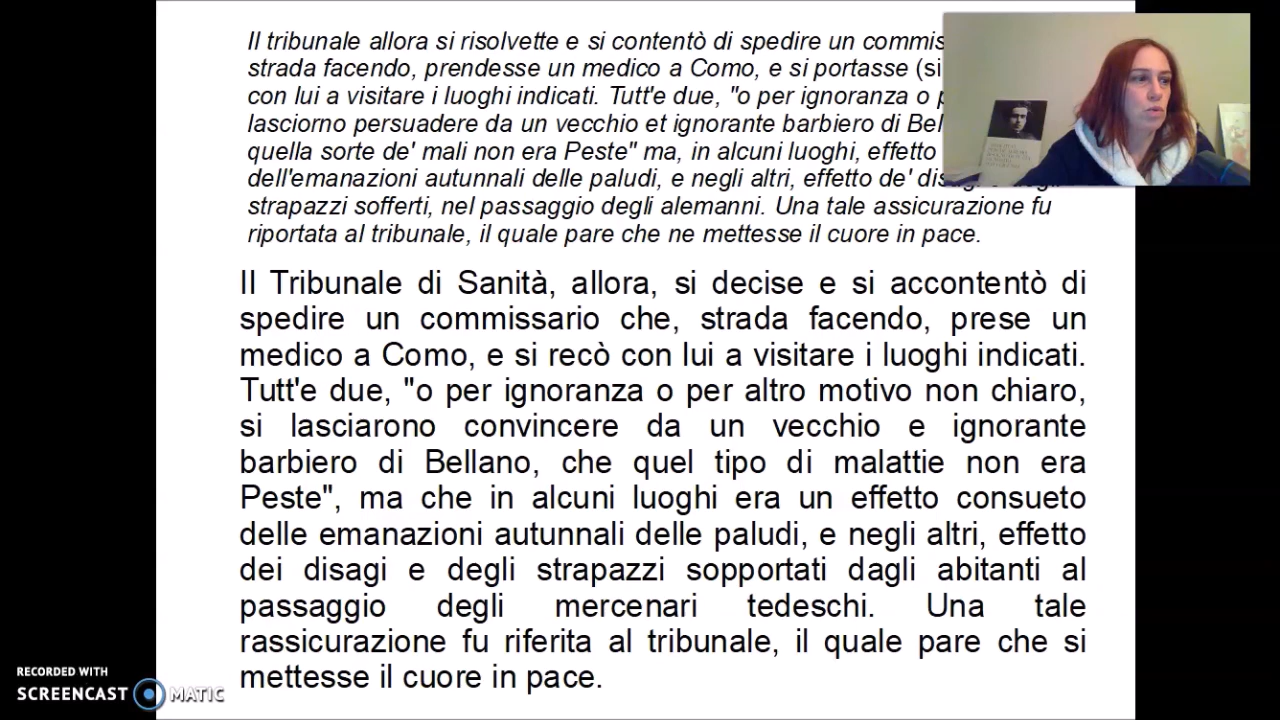 Il tribunale allora si risolvette e si contentò di spedire un
strada facendo, prendesse un medico a Como, e si portasse (si
con lui a visitare i luoghi indicati. Tutt'e due, "o per ignoranza o
lasciorno persuadere da un vecchio et ignorante barbiero di
quella sorte de' mali non era Peste" ma, in alcuni luoghi, effetto
dell'emanazioni autunnali delle paludi, e negli altri, effetto de'
strapazzi sofferti, nel passaggio degli alemanni. Una tale assicurazione fu
riportata al tribunale, il quale pare che ne mettesse il cuore in pace.
Il Tribunale di Sanità, allora, si decise e si accontentò di
spedire un commissario che, strada facendo, prese un
medico a Como, e si recò con lui a visitare i luoghi indicati.
Tutt'e due, "o per ignoranza o per altro motivo non chiaro,
si lasciarono convincere da un vecchio e ignorante
barbiero di Bellano, che quel tipo di malattie non era
Peste", ma che in alcuni luoghi era un effetto consueto
delle emanazioni autunnali delle paludi, e negli altri, effetto
dei disagi e degli strapazzi sopportati dagli abitanti al
passaggio degli mercenari tedeschi. Una tale
rassicurazione fu riferita al tribunale, il quale pare che si
mettesse il cuore in pace.
RECORDED WITH
SCREENCAST MATIC